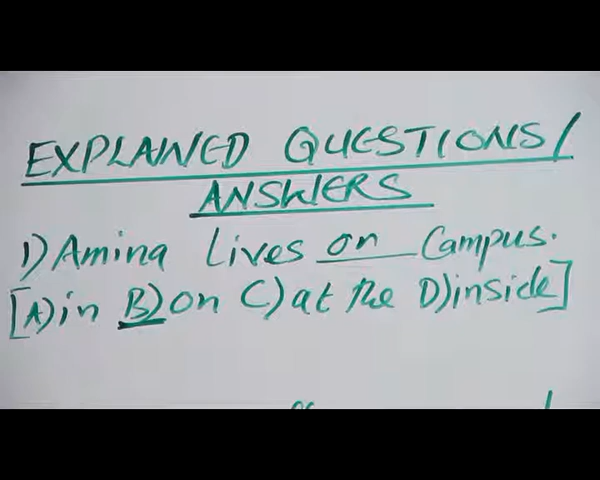 EXPLAINED QUESTIONS/
ANSWERS
1) Amina lives on campus.
[A) in B) on C) at the D) inside]